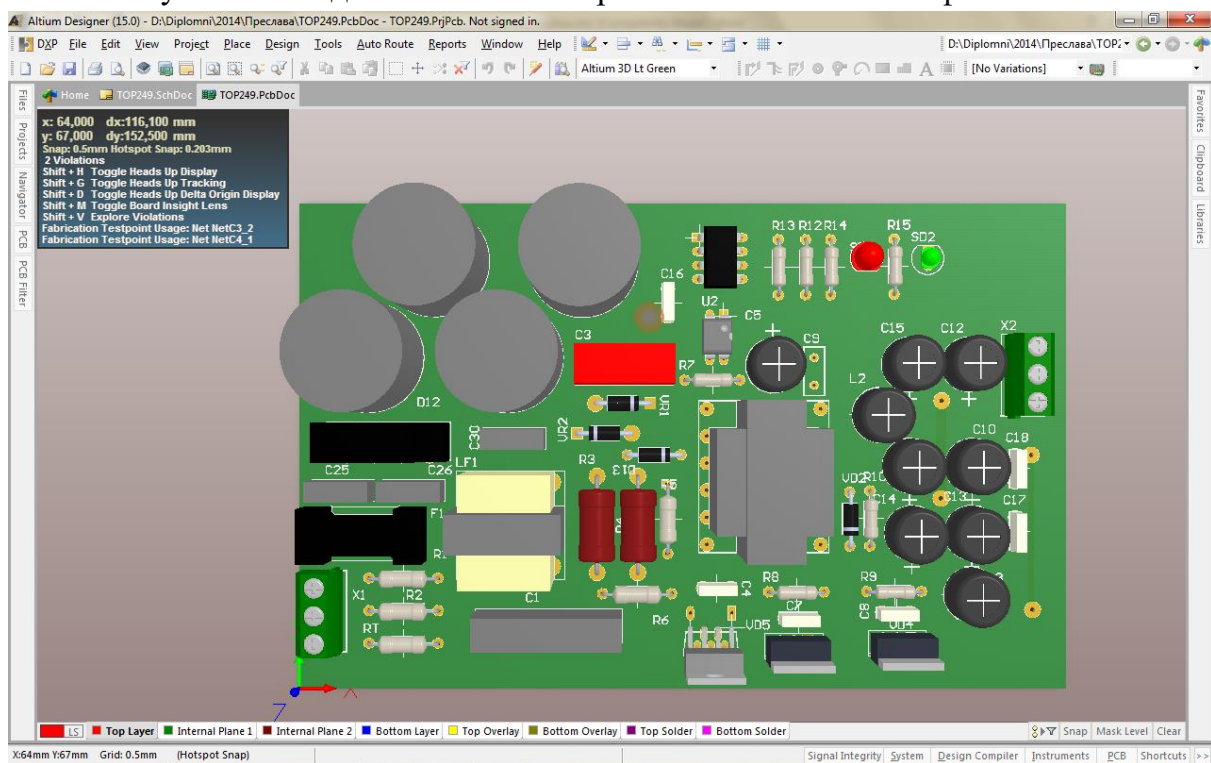 Altium Designer (15.0) - D:\Diplomni\2014\Преслава\TOP249.PcbDoc - TOP249.PrjPcb. Not signed in.
DXP File Edit View Project Place Design Tools Auto Route Reports Window Help D:\Diplomni\2014\Преслава\TOP2
Altium 3D Lt Green [No Variations]
Home TOP249.SchDoc TOP249.PcbDoc
Files
Projects
Navigator
PCB
PCB Filter
Favorites
Clipboard
Libraries
x: 64,000 dx:116,100 mm
y: 67,000 dy:152,500 mm
Snap: 0.5mm Hotspot Snap: 0.203mm
2 Violations
Shift + H Toggle Heads Up Display
Shift + G Toggle Heads Up Tracking
Shift + D Toggle Heads Up Delta Origin Display
Shift + M Toggle Board Insight Lens
Shift + V Explore Violations
Fabrication Testpoint Usage: Net NetC3_2
Fabrication Testpoint Usage: Net NetC4_1
R13 R12 R14 R15
SD2
C16
U2 C5
C3 C9 C15 C12 X2
R7
L2
D12 VR1
VR2 C30 C10 C18
C25 C26 LF1 R3 D13 VD2 R10
C14 C13 C17
F1
X1 R2 C1 C4 R8 R9
RT R6 VD5 C7 C8 VD4
Z X
LS Top Layer Internal Plane 1 Internal Plane 2 Bottom Layer Top Overlay Bottom Overlay Top Solder Bottom Solder Snap Mask Level Clear
X:64mm Y:67mm Grid: 0.5mm (Hotspot Snap) Signal Integrity System Design Compiler Instruments PCB Shortcuts >>